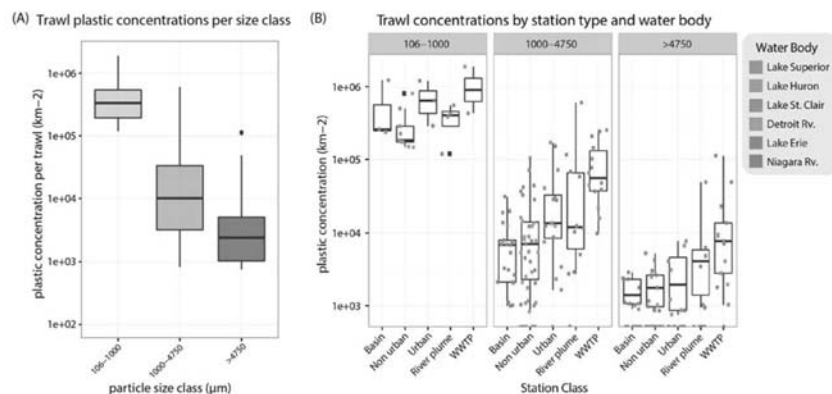 (A) Trawl plastic concentrations per size class
plastic concentration per trawl (km−2)
1e+06
1e+05
1e+04
1e+03
1e+02
106−1000
1000−4750
>4750
particle size class (µm)
(B) Trawl concentrations by station type and water body
106−1000
1000−4750
>4750
plastic concentration (km−2)
1e+06
1e+05
1e+04
1e+03
Basin
Non urban
Urban
River plume
WWTP
Basin
Non urban
Urban
River plume
WWTP
Basin
Non urban
Urban
River plume
WWTP
Station Class
Water Body
Lake Superior
Lake Huron
Lake St. Clair
Detroit Rv.
Lake Erie
Niagara Rv.